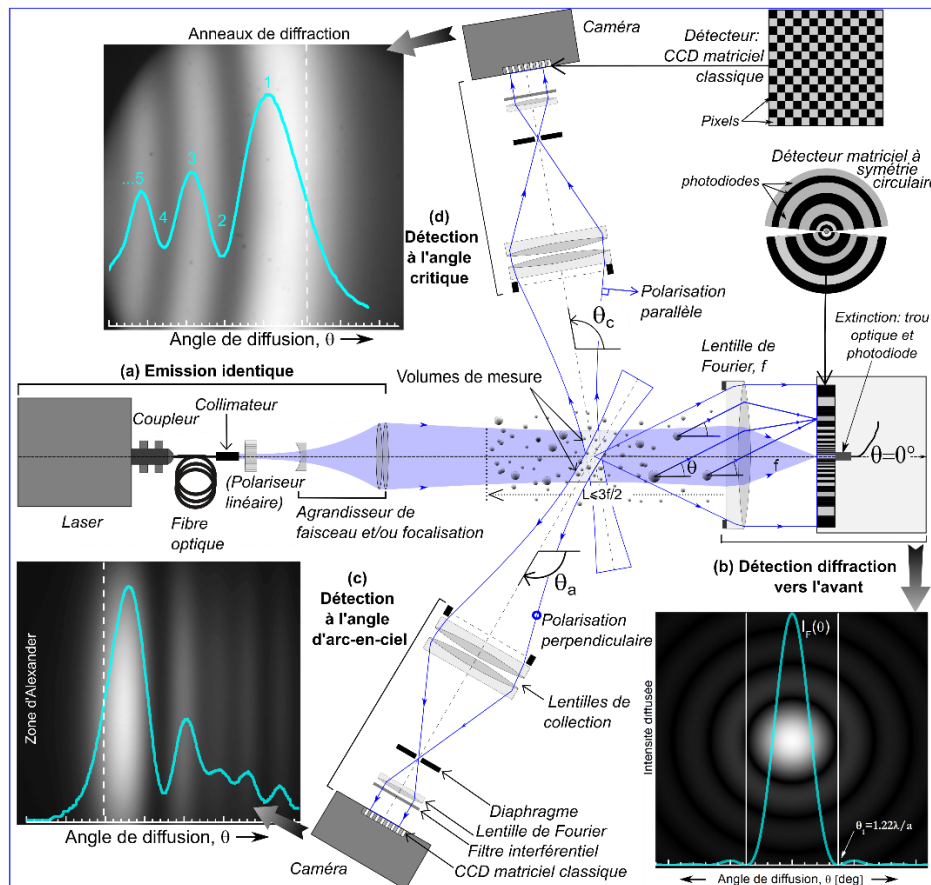 Anneaux de diffraction
1
3
...5
4
2
Angle de diffusion, θ
Caméra
Détecteur:
CCD matriciel
classique
Pixels
Détecteur matriciel à
symétrie
circulaire
photodiodes
(d)
Détection
à l'angle
critique
Polarisation
parallèle
θc
Extinction: trou
optique et
photodiode
Lentille de
Fourier, f
(a) Emission identique
Volumes de mesure
Coupleur
Collimateur
θ
f
θ=0°
(Polariseur
linéaire)
L⩽3f/2
Laser
Fibre
optique
Agrandisseur de
faisceau et/ou focalisation
(b) Détection diffraction
vers l'avant
(c)
Détection
à l'angle
d'arc-en-ciel
θa
Polarisation
perpendiculaire
Lentilles de
collection
Diaphragme
Lentille de Fourier
Filtre interférentiel
CCD matriciel classique
Caméra
Zone d'Alexander
Angle de diffusion, θ
Intensité diffusée
I_F(θ)
θ₁=1.22λ/a
Angle de diffusion, θ [deg]